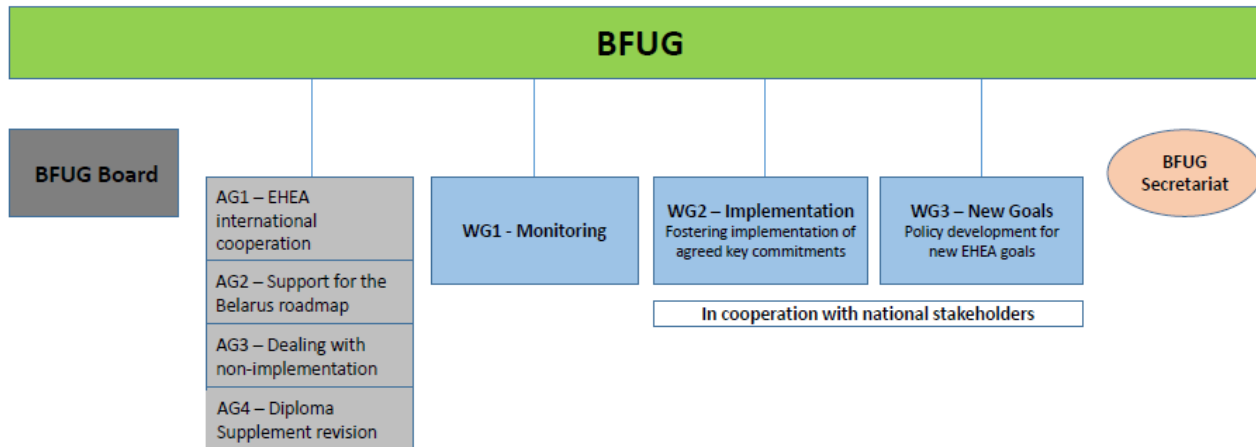 BFUG
BFUG Board
AG1 – EHEA
international
cooperation
AG2 – Support for the
Belarus roadmap
AG3 – Dealing with
non-implementation
AG4 – Diploma
Supplement revision
WG1 - Monitoring
WG2 – Implementation
Fostering implementation of
agreed key commitments
WG3 – New Goals
Policy development for
new EHEA goals
In cooperation with national stakeholders
BFUG
Secretariat